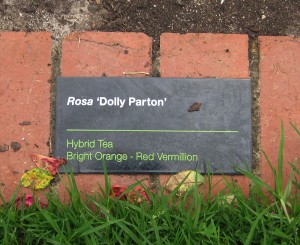 Rosa 'Dolly Parton'
Hybrid Tea
Bright Orange - Red Vermillion